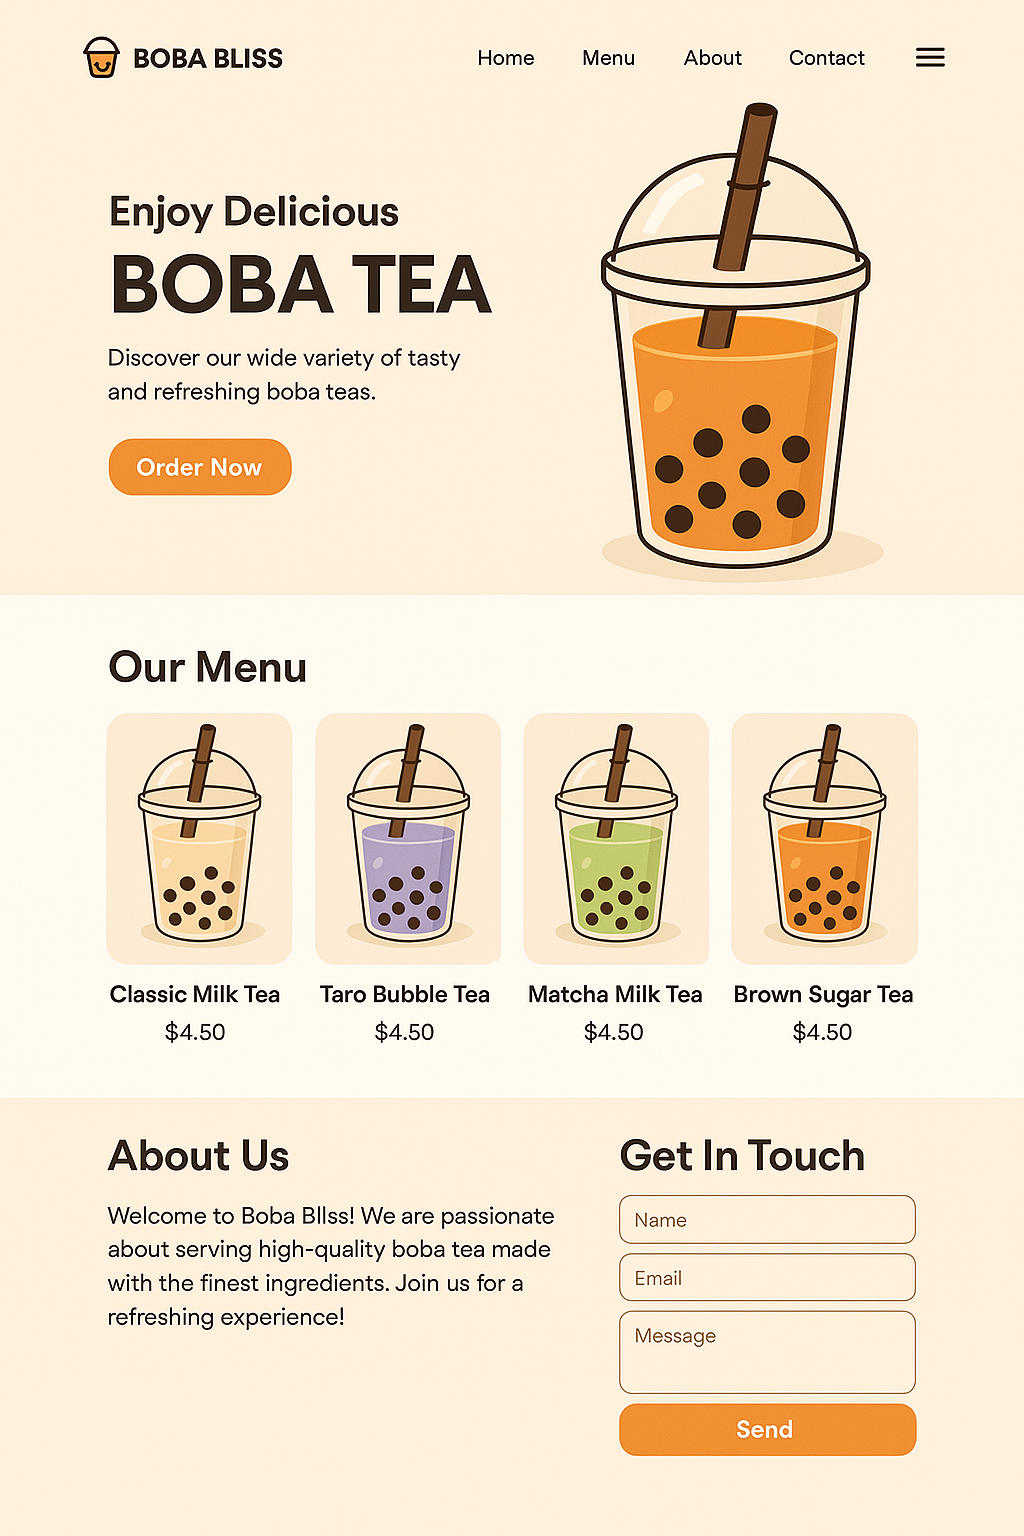 BOBA BLISS
Home Menu About Contact
Enjoy Delicious
BOBA TEA
Discover our wide variety of tasty
and refreshing boba teas.
Order Now
Our Menu
Classic Milk Tea
$4.50
Taro Bubble Tea
$4.50
Matcha Milk Tea
$4.50
Brown Sugar Tea
$4.50
About Us
Welcome to Boba Bllss! We are passionate
about serving high-quality boba tea made
with the finest ingredients. Join us for a
refreshing experience!
Get In Touch
Name
Email
Message
Send